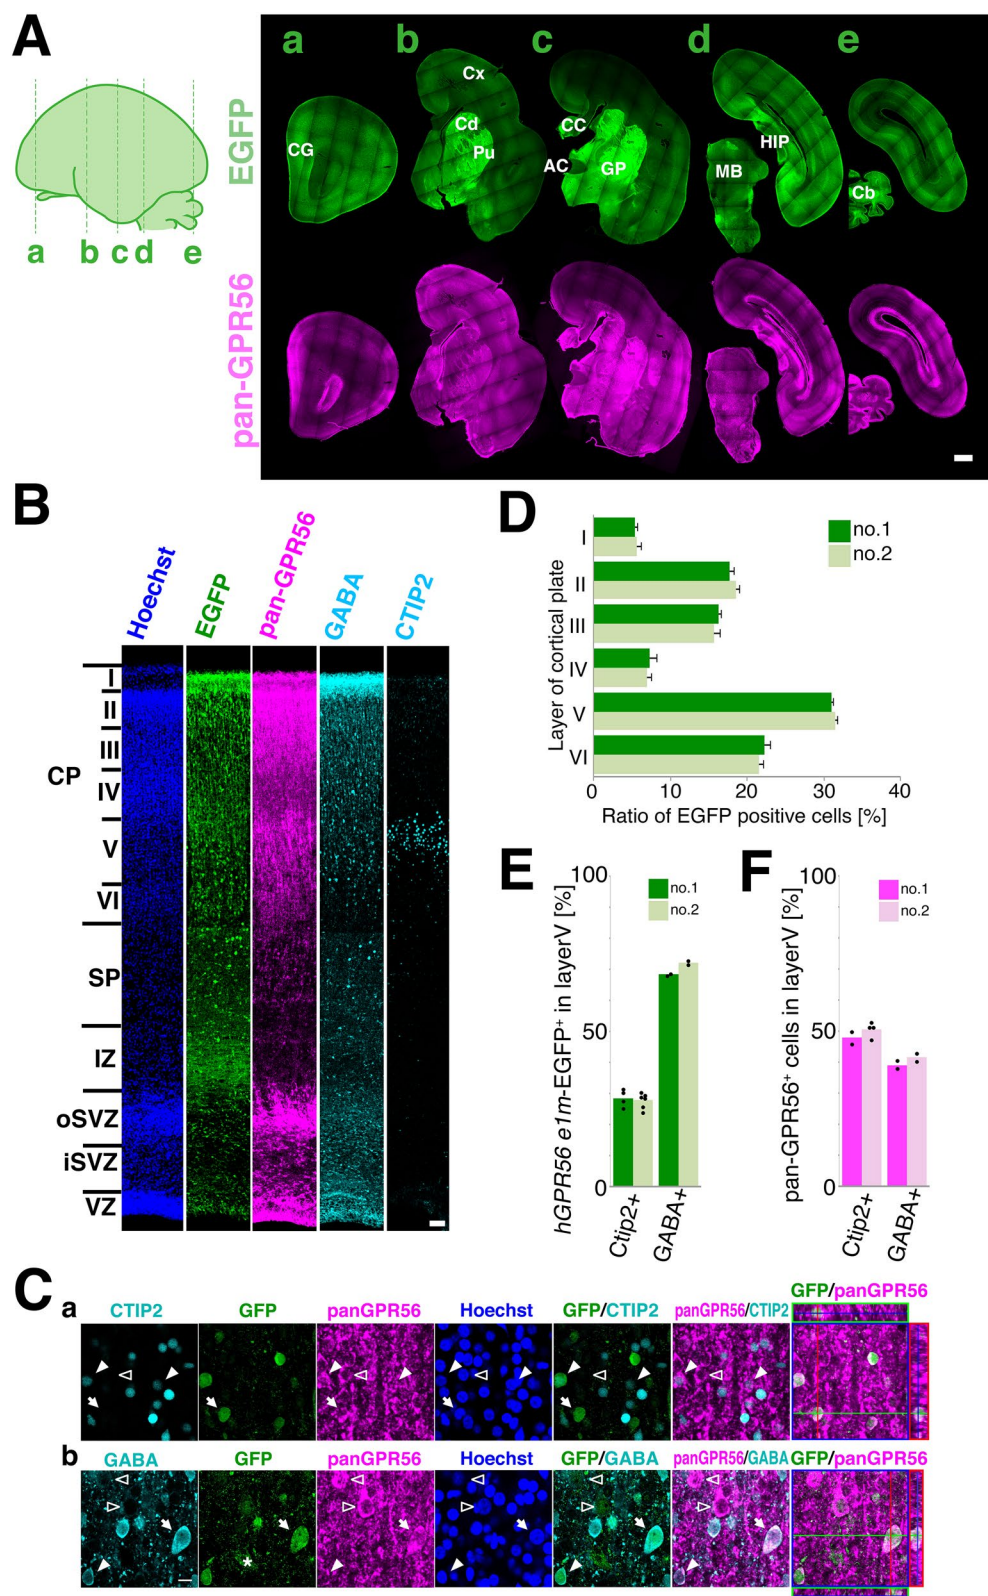 A
a b c d e
EGFP
pan-GPR56
a b c d e
CG
Cx
Cd
Pu
CC
AC
GP
MB
HIP
Cb
B
Hoechst
EGFP
pan-GPR56
GABA
CTIP2
CP
I
II
III
IV
V
VI
SP
IZ
oSVZ
iSVZ
VZ
D
Layer of cortical plate
I
II
III
IV
V
VI
no.1
no.2
0 10 20 30 40
Ratio of EGFP positive cells [%]
E
hGPR56 e1m-EGFP⁺ in layerV [%]
100
50
0
no.1
no.2
Ctip2+
GABA+
F
pan-GPR56⁺ cells in layerV [%]
100
50
0
no.1
no.2
Ctip2+
GABA+
C
a
CTIP2 GFP panGPR56 Hoechst GFP/CTIP2 panGPR56/CTIP2 GFP/panGPR56
b
GABA GFP panGPR56 Hoechst GFP/GABA panGPR56/GABA GFP/panGPR56
*